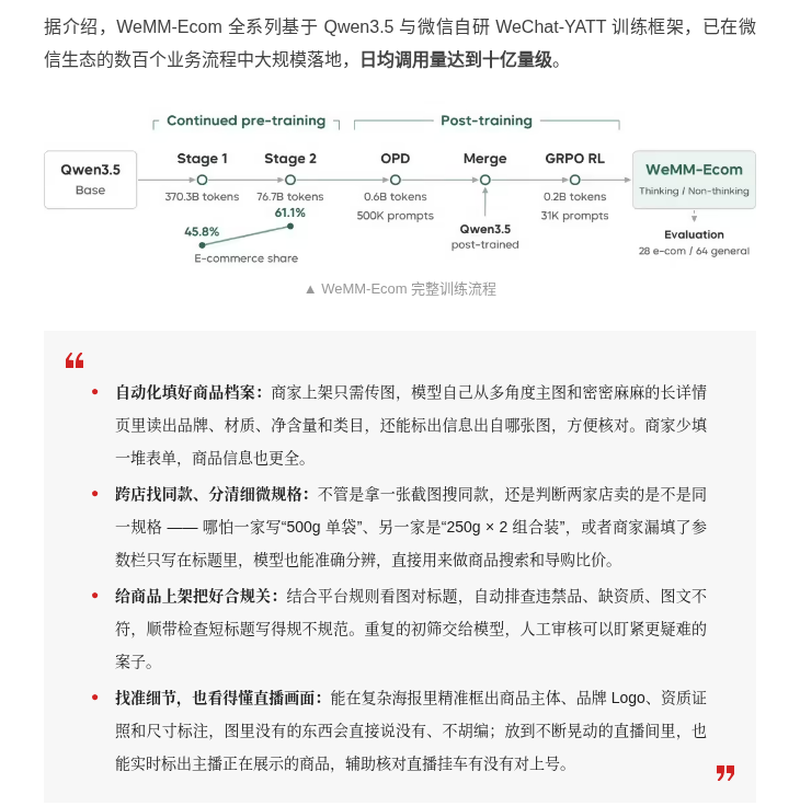 据介绍，WeMM-Ecom 全系列基于 Qwen3.5 与微信自研 WeChat-YATT 训练框架，已在微
信生态的数百个业务流程中大规模落地，日均调用量达到十亿量级。
Continued pre-training
Post-training
Qwen3.5
Base
Stage 1
370.3B tokens
Stage 2
76.7B tokens
OPD
0.6B tokens
500K prompts
Merge
Qwen3.5
post-trained
GRPO RL
0.2B tokens
31K prompts
WeMM-Ecom
Thinking / Non-thinking
45.8%
61.1%
E-commerce share
Evaluation
28 e-com / 64 general
▲ WeMM-Ecom 完整训练流程
“
• 自动化填好商品档案：商家上架只需传图，模型自己从多角度主图和密密麻麻的长详情
页里读出品牌、材质、净含量和类目，还能标出信息出自哪张图，方便核对。商家少填
一堆表单，商品信息也更全。
• 跨店找同款、分清细微规格：不管是拿一张截图搜同款，还是判断两家店卖的是不是同
一规格 —— 哪怕一家写“500g 单袋”、另一家是“250g × 2 组合装”，或者商家漏填了参
数栏只写在标题里，模型也能准确分辨，直接用来做商品搜索和导购比价。
• 给商品上架把好合规关：结合平台规则看图对标题，自动排查违禁品、缺资质、图文不
符，顺带检查短标题写得规不规范。重复的初筛交给模型，人工审核可以盯紧更疑难的
案子。
• 找准细节，也看得懂直播画面：能在复杂海报里精准框出商品主体、品牌 Logo、资质证
照和尺寸标注，图里没有的东西会直接说没有、不胡编；放到不断晃动的直播间里，也
能实时标出主播正在展示的商品，辅助核对直播挂车有没有对上号。
”